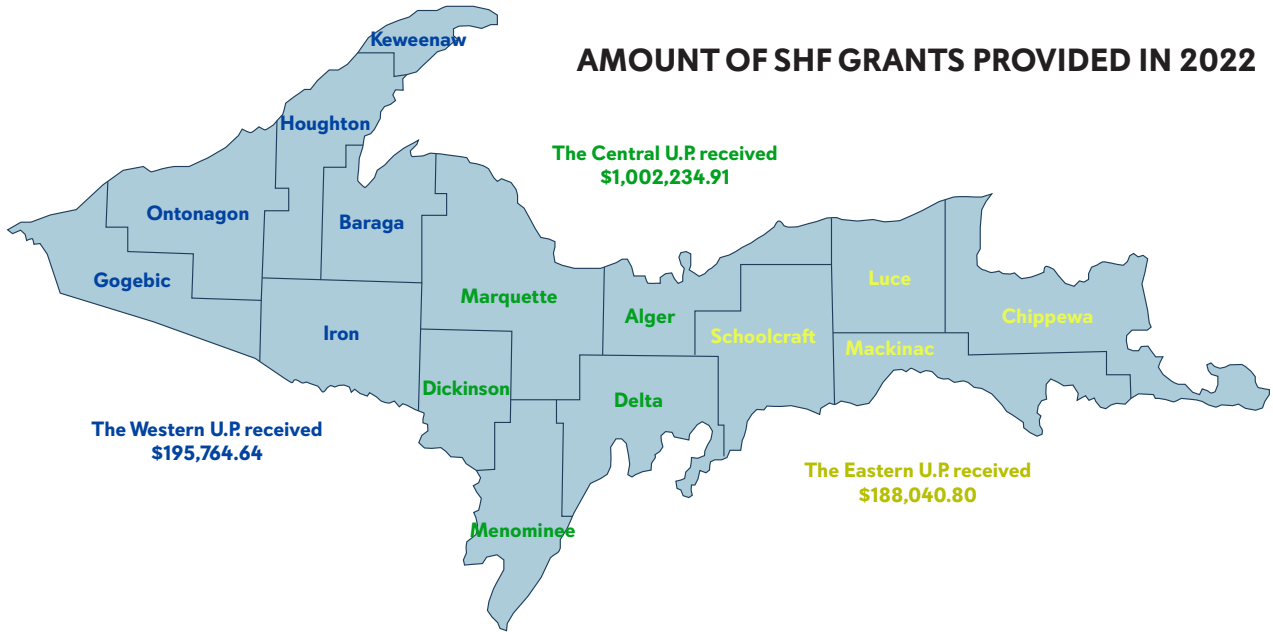 Keweenaw
AMOUNT OF SHF GRANTS PROVIDED IN 2022
Houghton
The Central U.P. received
$1,002,234.91
Ontonagon
Baraga
Gogebic
Marquette
Luce
Alger
Chippewa
Iron
Schoolcraft
Mackinac
Dickinson
Delta
The Western U.P. received
$195,764.64
The Eastern U.P. received
$188,040.80
Menominee